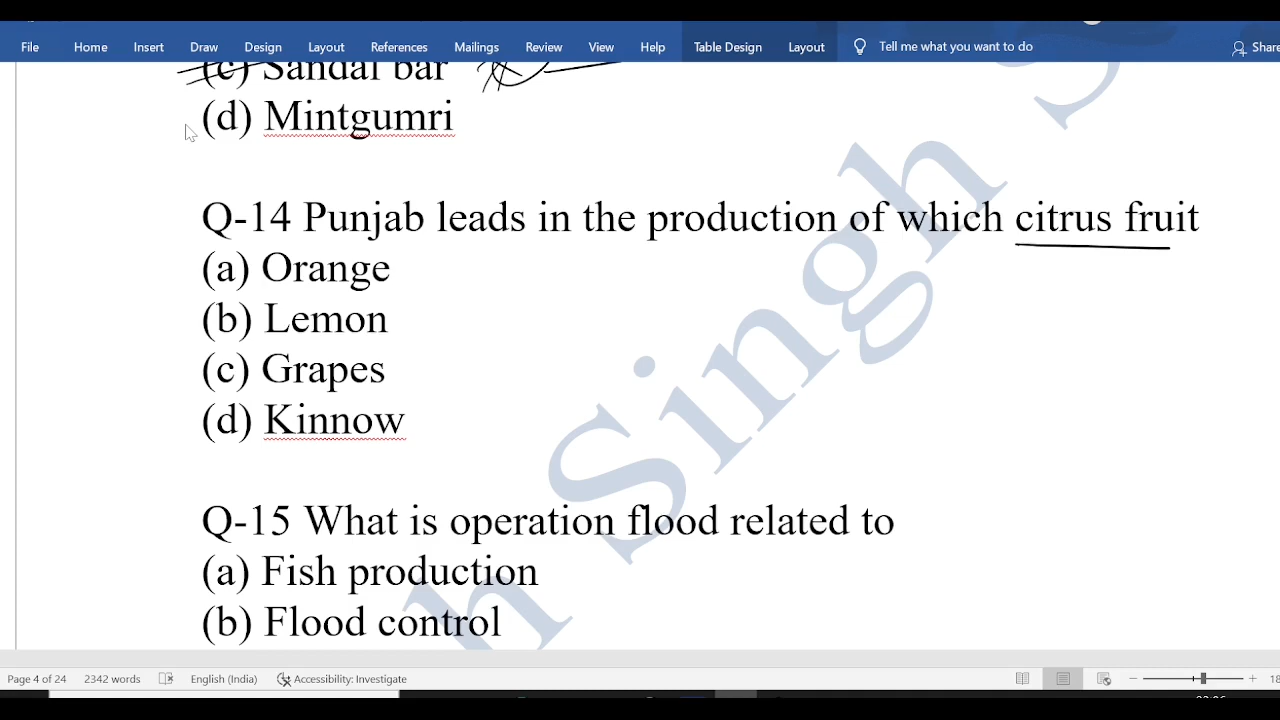 File Home Insert Draw Design Layout References Mailings Review View Help Table Design Layout Tell me what you want to do Share
(c) Sandal bar
(d) Mintgumri
Q-14 Punjab leads in the production of which citrus fruit
(a) Orange
(b) Lemon
(c) Grapes
(d) Kinnow
Q-15 What is operation flood related to
(a) Fish production
(b) Flood control
h Singh S
Page 4 of 24 2342 words English (India) Accessibility: Investigate